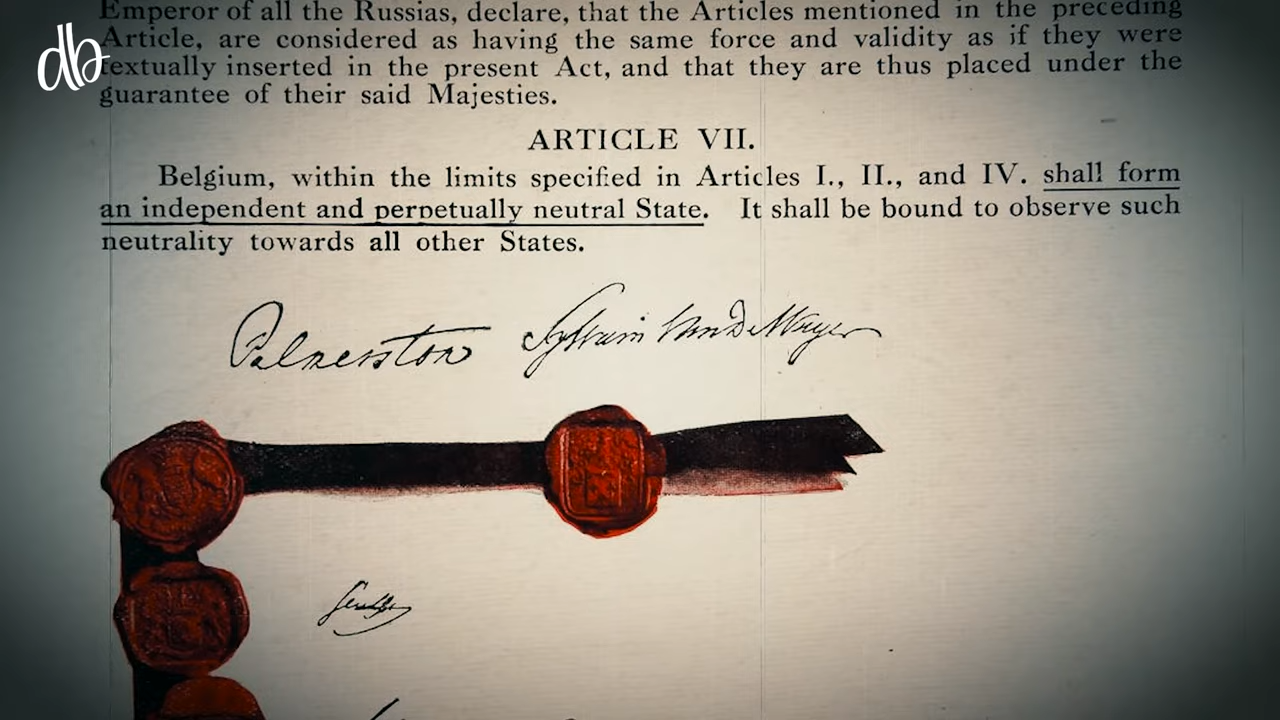 db
Emperor of all the Russias, declare, that the Articles mentioned in the preceding
Article, are considered as having the same force and validity as if they were
textually inserted in the present Act, and that they are thus placed under the
guarantee of their said Majesties.
ARTICLE VII.
Belgium, within the limits specified in Articles I., II., and IV. shall form
an independent and perpetually neutral State. It shall be bound to observe such
neutrality towards all other States.
Palmerston Sylvain Van de Weyer